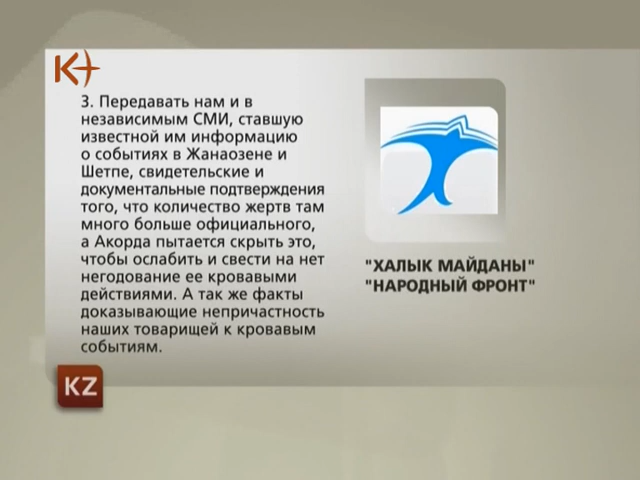 K+
3. Передавать нам и в
независимым СМИ, ставшую
известной им информацию
о событиях в Жанаозене и
Шетпе, свидетельские и
документальные подтверждения
того, что количество жертв там
много больше официального,
а Акорда пытается скрыть это,
чтобы ослабить и свести на нет
негодование ее кровавыми
действиями. А так же факты
доказывающие непричастность
наших товарищей к кровавым
событиям.
"ХАЛЫК МАЙДАНЫ"
"НАРОДНЫЙ ФРОНТ"
KZ